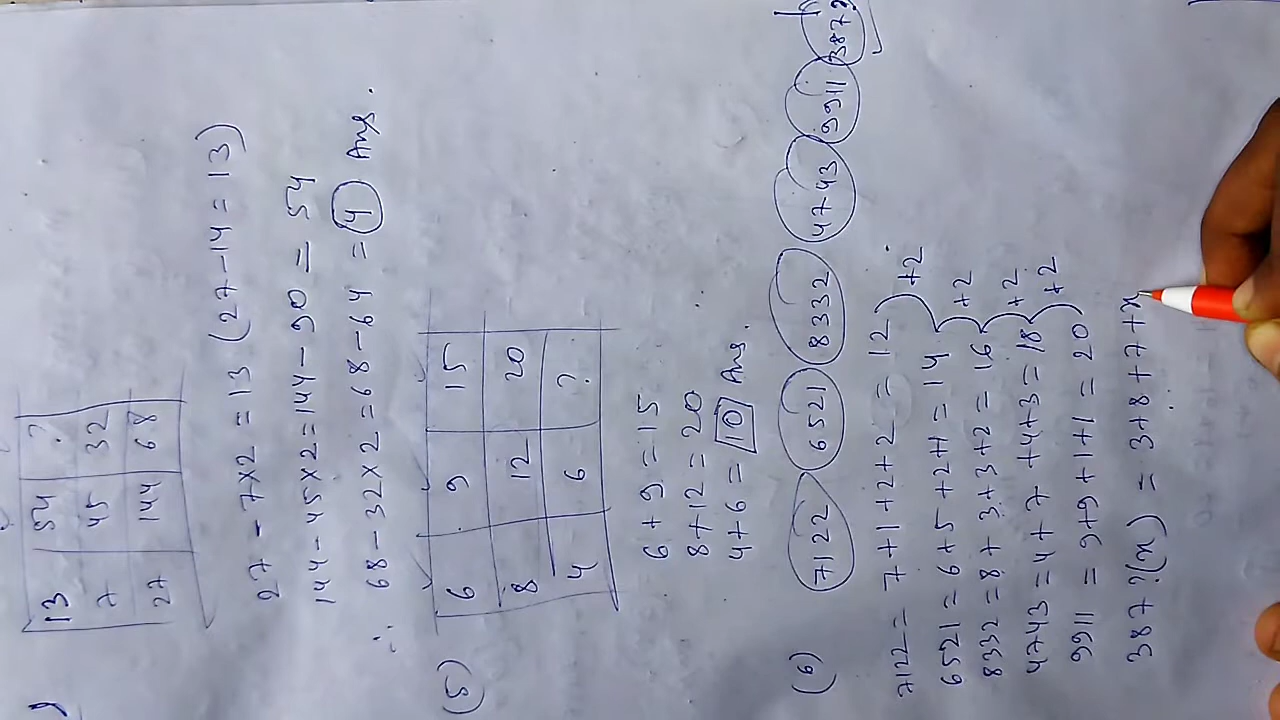 13 54 ?
7 45 32
27 144 68
27 - 7×2 = 13 (27-14 = 13)
144 - 45×2 = 144 - 90 = 54
∴ 68 - 32×2 = 68 - 64 = 4 Ans.
(5)
6 9 15
8 12 20
4 6 ?
6+9 = 15
8+12 = 20
4+6 = 10 Ans.
(6) 7122 6521 8332 4743 9911 387?
7122 = 7+1+2+2 = 12
+2
6521 = 6+5+2+1 = 14
+2
8332 = 8+3+3+2 = 16
+2
4743 = 4+7+4+3 = 18
+2
9911 = 9+9+1+1 = 20
387?(x) = 3+8+7+x